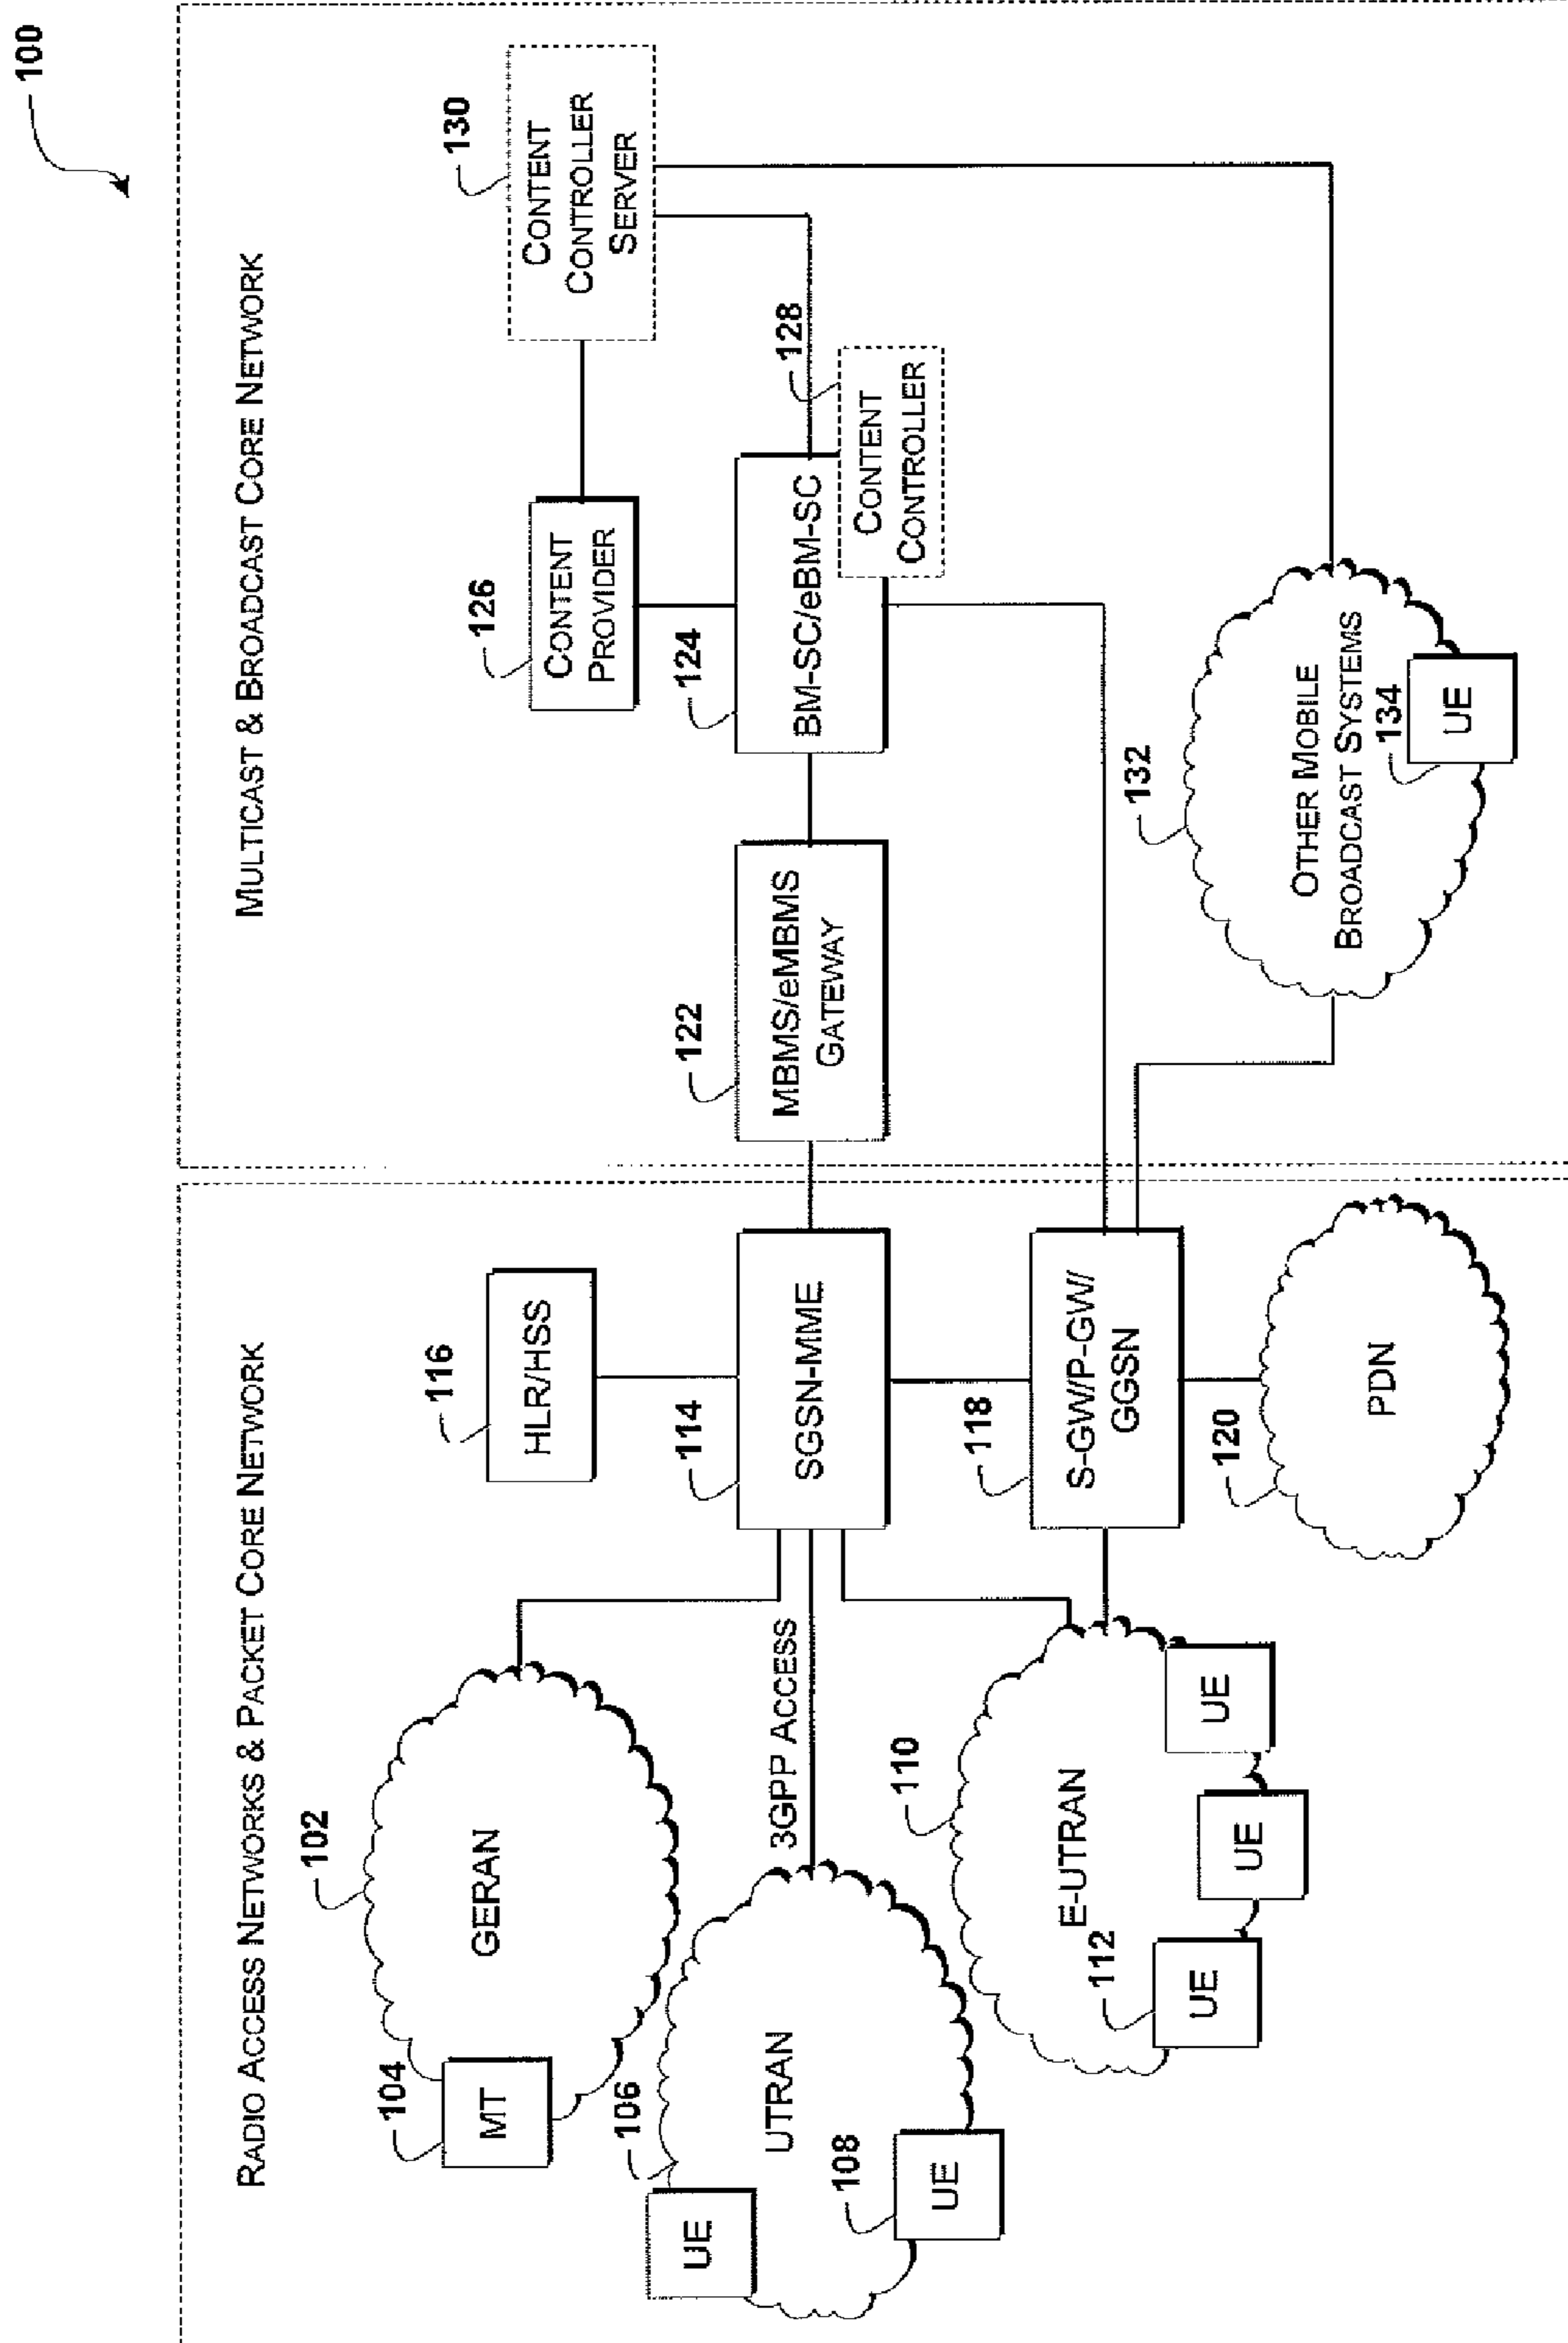 100
RADIO ACCESS NETWORKS & PACKET CORE NETWORK
MULTICAST & BROADCAST CORE NETWORK
102
GERAN
104
MT
106
UTRAN
UE
108
UE
3GPP ACCESS
110
E-UTRAN
112
UE
UE
UE
116
HLR/HSS
114
SGSN-MME
118
S-GW/P-GW/
GGSN
120
PDN
122
MBMS/eMBMS
GATEWAY
126
CONTENT
PROVIDER
124
BM-SC/eBM-SC
128
CONTENT
CONTROLLER
130
CONTENT
CONTROLLER
SERVER
132
OTHER MOBILE
BROADCAST SYSTEMS
134
UE